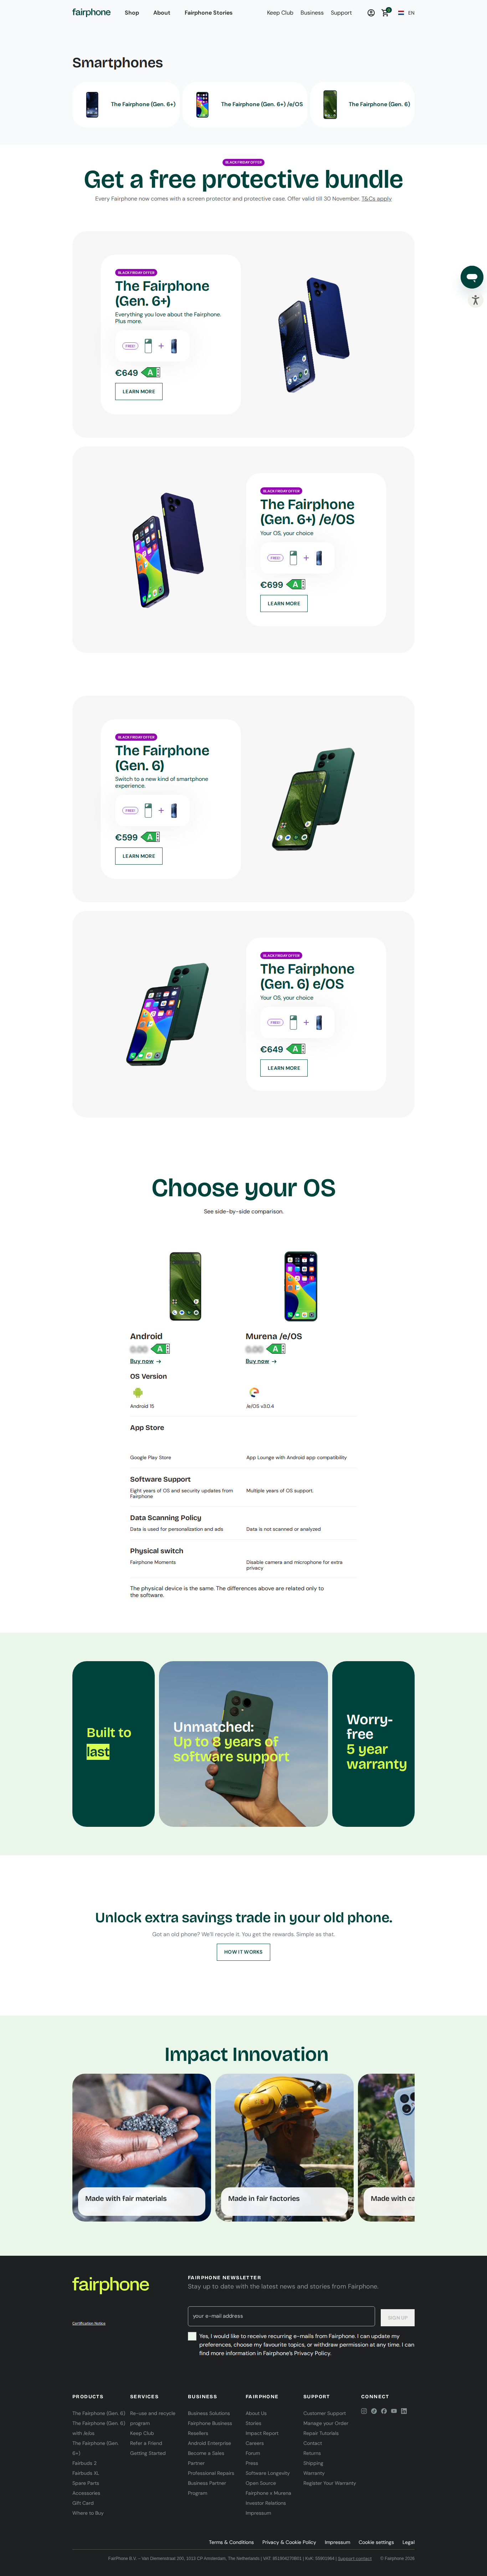 fairphone
Shop
About
Fairphone Stories
Keep Club
Business
Support
EN
Smartphones
The Fairphone (Gen. 6+)
The Fairphone (Gen. 6+) /e/OS
The Fairphone (Gen. 6)
BLACK FRIDAY OFFER
Get a free protective bundle
Every Fairphone now comes with a screen protector and protective case. Offer valid till 30 November. T&Cs apply
BLACK FRIDAY OFFER
The Fairphone
(Gen. 6+)
Everything you love about the Fairphone.
Plus more.
FREE!
+
€649
A
LEARN MORE
BLACK FRIDAY OFFER
The Fairphone
(Gen. 6+) /e/OS
Your OS, your choice
FREE!
+
€699
A
LEARN MORE
BLACK FRIDAY OFFER
The Fairphone
(Gen. 6)
Switch to a new kind of smartphone
experience.
FREE!
+
€599
A
LEARN MORE
BLACK FRIDAY OFFER
The Fairphone
(Gen. 6) e/OS
Your OS, your choice
FREE!
+
€649
A
LEARN MORE
Choose your OS
See side-by-side comparison.
Android
A
Buy now →
Murena /e/OS
A
Buy now →
OS Version
Android 15
/e/OS v3.0.4
App Store
Google Play Store
App Lounge with Android app compatibility
Software Support
Eight years of OS and security updates from
Fairphone
Multiple years of OS support
Data Scanning Policy
Data is used for personalization and ads
Data is not scanned or analyzed
Physical switch
Fairphone Moments
Disable camera and microphone for extra
privacy
The physical device is the same. The differences above are related only to
the software.
Built to
last
Unmatched:
Up to 8 years of
software support
Worry-
free
5 year
warranty
Unlock extra savings trade in your old phone.
Got an old phone? We'll recycle it. You get the rewards. Simple as that.
HOW IT WORKS
Impact Innovation
Made with fair materials
Made in fair factories
Made with ca
fairphone
Certification Notice
FAIRPHONE NEWSLETTER
Stay up to date with the latest news and stories from Fairphone.
your e-mail address
SIGN UP
Yes, I would like to receive recurring e-mails from Fairphone. I can update my
preferences, choose my favourite topics, or withdraw permission at any time. I can
find more information in Fairphone's Privacy Policy.
PRODUCTS
The Fairphone (Gen. 6)
The Fairphone (Gen. 6)
with /e/os
The Fairphone (Gen
6+)
Fairbuds 2
Fairbuds XL
Spare Parts
Accessories
Gift Card
Where to Buy
SERVICES
Re-use and recycle
program
Keep Club
Refer a Friend
Getting Started
BUSINESS
Business Solutions
Fairphone Business
Resellers
Android Enterprise
Become a Sales
Partner
Professional Repairs
Business Partner
Program
FAIRPHONE
About Us
Stories
Impact Report
Careers
Forum
Press
Software Longevity
Open Source
Fairphone x Murena
Investor Relations
Impressum
SUPPORT
Customer Support
Manage your Order
Repair Tutorials
Contact
Returns
Shipping
Warranty
Register Your Warranty
CONNECT
Terms & Conditions
Privacy & Cookie Policy
Impressum
Cookie settings
Legal
© Fairphone 2026